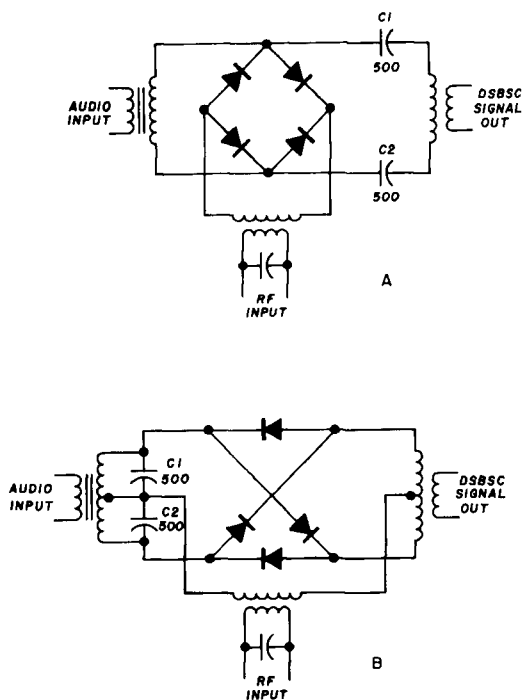 C1
500
AUDIO
INPUT
DSBSC
SIGNAL
OUT
C2
500
RF
INPUT
A
C1
500
AUDIO
INPUT
C2
500
DSBSC
SIGNAL
OUT
RF
INPUT
B